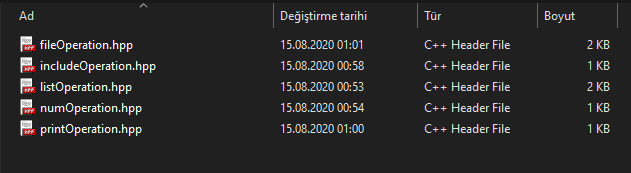 Ad Değiştirme tarihi Tür Boyut
fileOperation.hpp 15.08.2020 01:01 C++ Header File 2 KB
includeOperation.hpp 15.08.2020 00:58 C++ Header File 1 KB
listOperation.hpp 15.08.2020 00:53 C++ Header File 2 KB
numOperation.hpp 15.08.2020 00:54 C++ Header File 1 KB
printOperation.hpp 15.08.2020 01:00 C++ Header File 1 KB